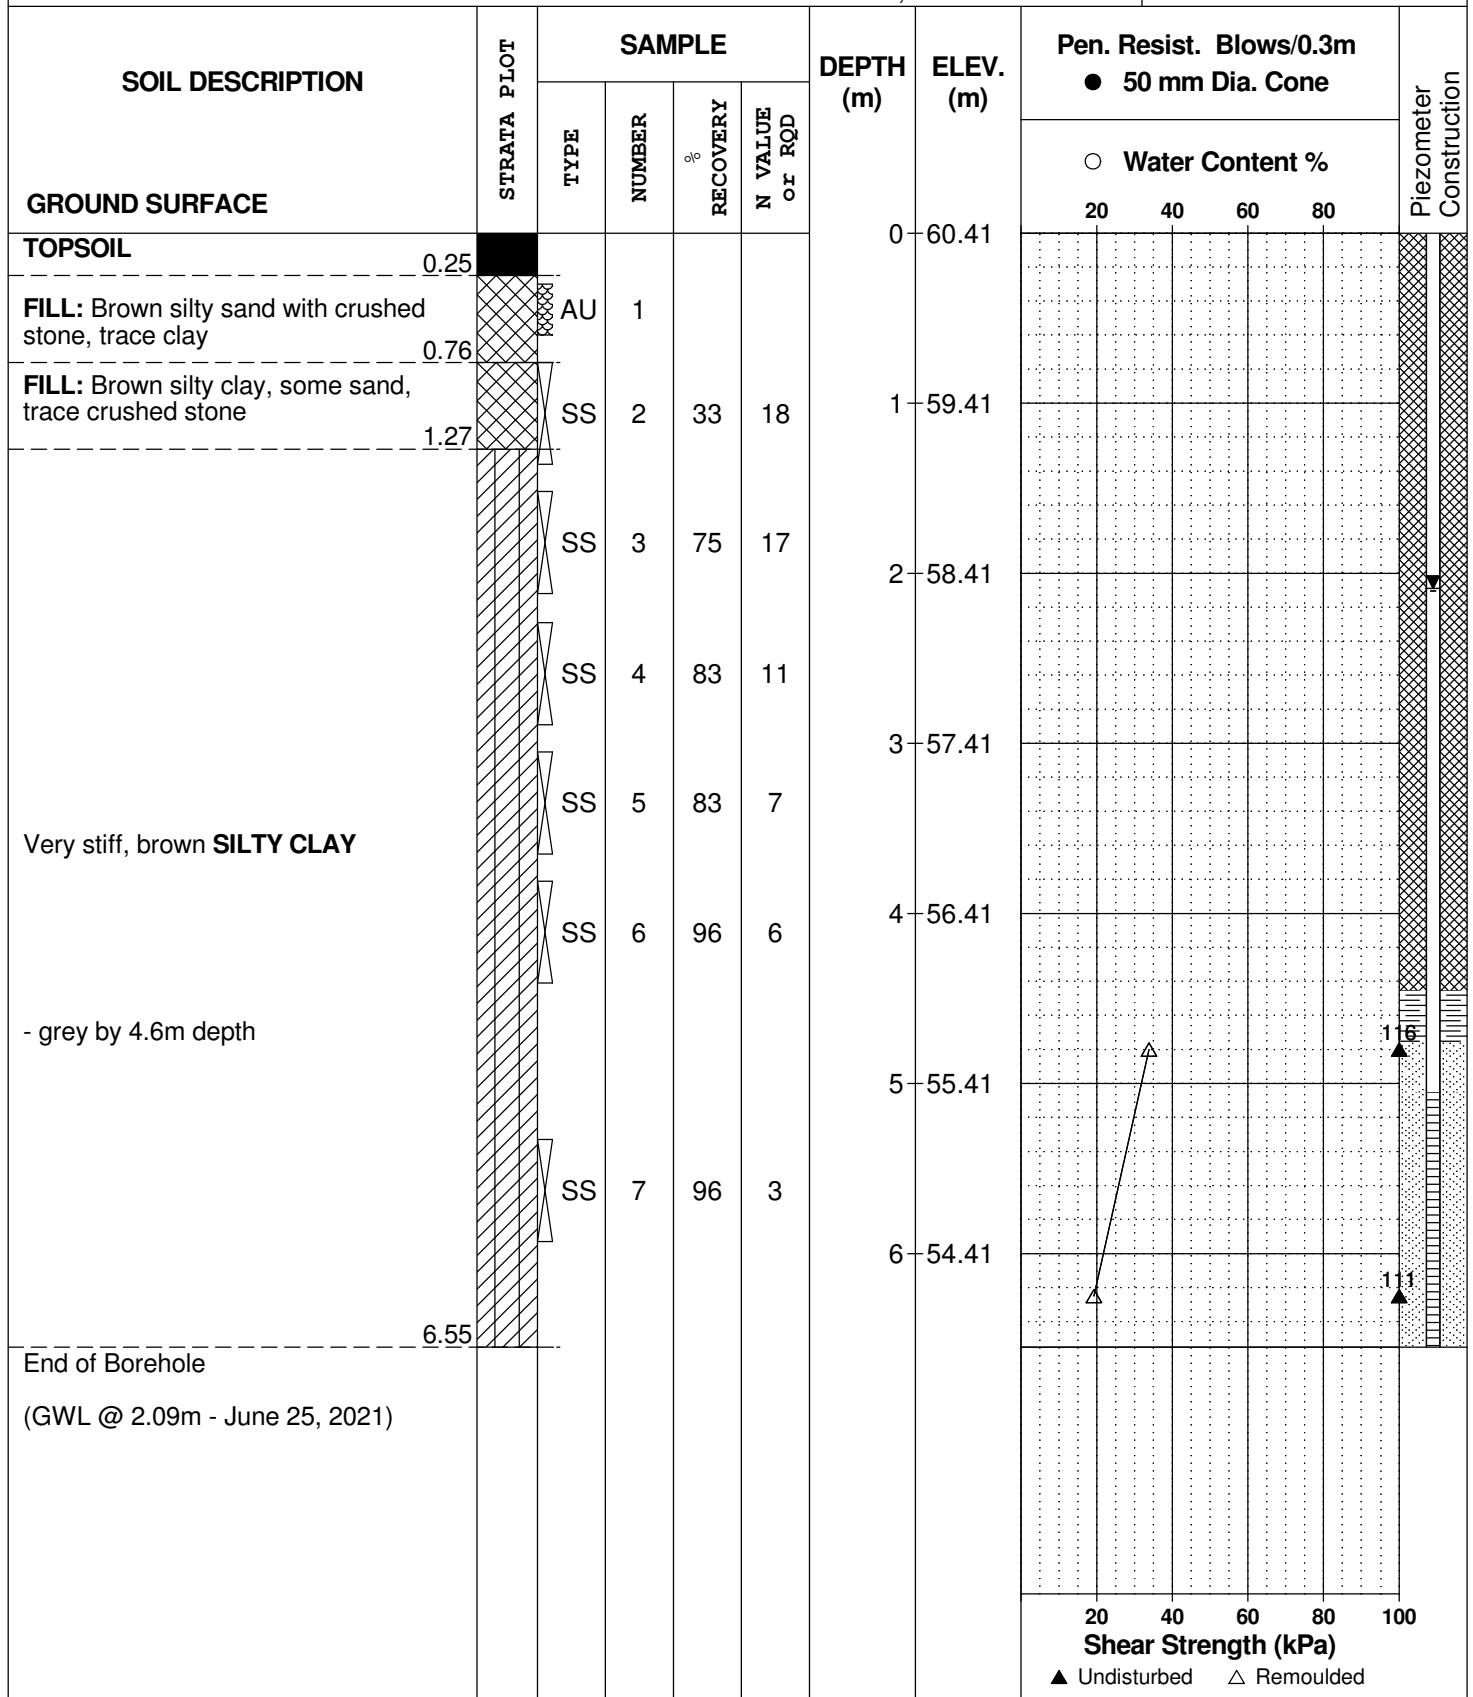 SOIL DESCRIPTION
GROUND SURFACE
STRATA PLOT
SAMPLE
TYPE
NUMBER
%
RECOVERY
N VALUE
or RQD
DEPTH
(m)
ELEV.
(m)
Pen. Resist. Blows/0.3m
● 50 mm Dia. Cone
○ Water Content %
20 40 60 80
Piezometer
Construction
0 60.41
TOPSOIL
0.25
FILL: Brown silty sand with crushed
stone, trace clay
0.76
AU 1
FILL: Brown silty clay, some sand,
trace crushed stone
1.27
SS 2 33 18
1 59.41
SS 3 75 17
2 58.41
SS 4 83 11
3 57.41
SS 5 83 7
Very stiff, brown SILTY CLAY
4 56.41
SS 6 96 6
- grey by 4.6m depth
116
5 55.41
SS 7 96 3
6 54.41
111
6.55
End of Borehole
(GWL @ 2.09m - June 25, 2021)
20 40 60 80 100
Shear Strength (kPa)
▲ Undisturbed △ Remoulded